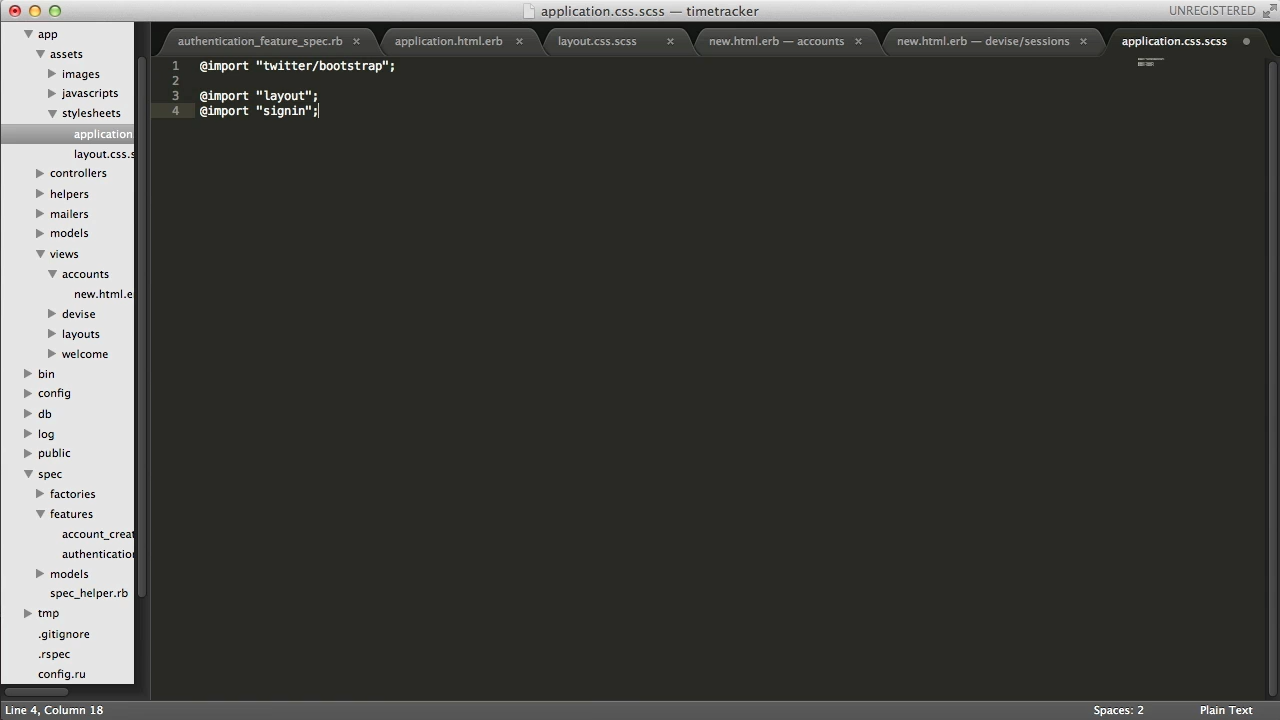 application.css.scss — timetracker
UNREGISTERED
app
assets
images
javascripts
stylesheets
application
layout.css.s
controllers
helpers
mailers
models
views
accounts
new.html.e
devise
layouts
welcome
bin
config
db
log
public
spec
factories
features
account_crea
authentication
models
spec_helper.rb
tmp
.gitignore
.rspec
config.ru
authentication_feature_spec.rb ×
application.html.erb ×
layout.css.scss ×
new.html.erb — accounts ×
new.html.erb — devise/sessions ×
application.css.scss
1 @import "twitter/bootstrap";
2
3 @import "layout";
4 @import "signin";
Line 4, Column 18
Spaces: 2
Plain Text